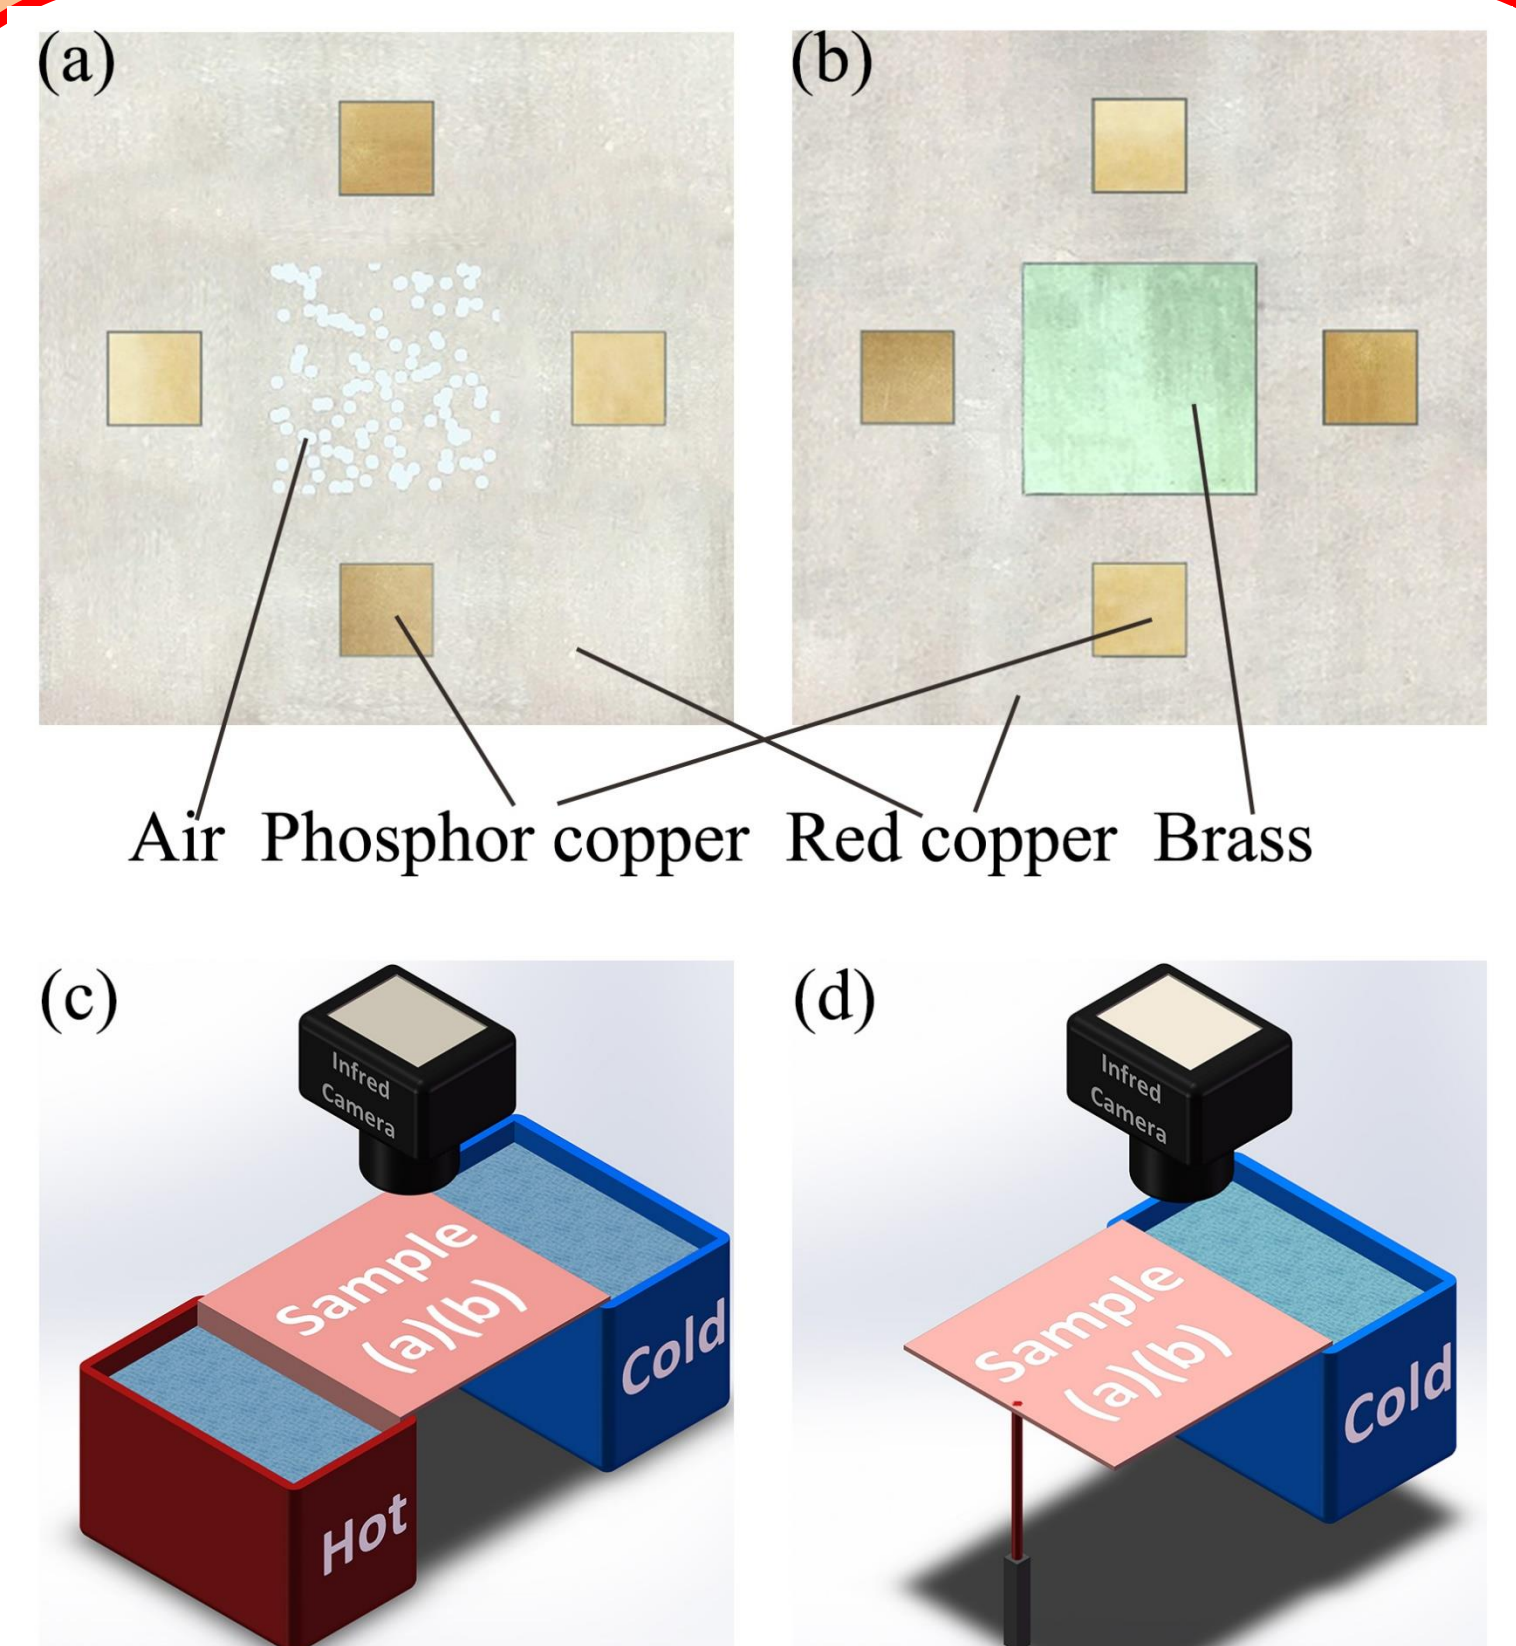 (a)
(b)
Air Phosphor copper Red copper Brass
(c)
Infred
Camera
Sample
(a)(b)
Cold
Hot
(d)
Infred
Camera
Sample
(a)(b)
Cold